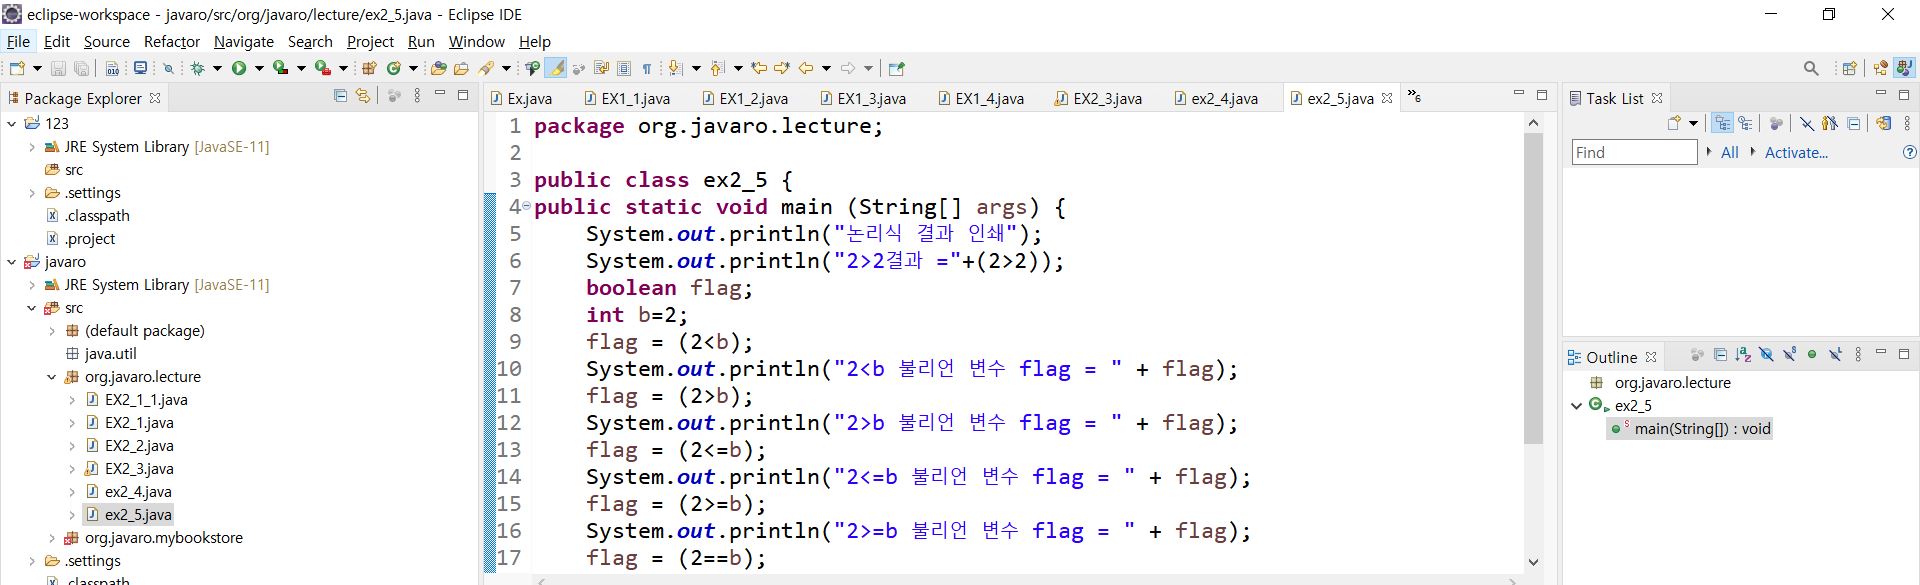 eclipse-workspace - javaro/src/org/javaro/lecture/ex2_5.java - Eclipse IDE
File Edit Source Refactor Navigate Search Project Run Window Help
Package Explorer
123
JRE System Library [JavaSE-11]
src
.settings
.classpath
.project
javaro
JRE System Library [JavaSE-11]
src
(default package)
java.util
org.javaro.lecture
EX2_1_1.java
EX2_1.java
EX2_2.java
EX2_3.java
ex2_4.java
ex2_5.java
org.javaro.mybookstore
.settings
.classpath
Ex.java EX1_1.java EX1_2.java EX1_3.java EX1_4.java EX2_3.java ex2_4.java ex2_5.java »6
1 package org.javaro.lecture;
2
3 public class ex2_5 {
4 public static void main (String[] args) {
5 System.out.println("논리식 결과 인쇄");
6 System.out.println("2>2결과 ="+(2>2));
7 boolean flag;
8 int b=2;
9 flag = (2<b);
10 System.out.println("2<b 불리언 변수 flag = " + flag);
11 flag = (2>b);
12 System.out.println("2>b 불리언 변수 flag = " + flag);
13 flag = (2<=b);
14 System.out.println("2<=b 불리언 변수 flag = " + flag);
15 flag = (2>=b);
16 System.out.println("2>=b 불리언 변수 flag = " + flag);
17 flag = (2==b);
Task List
Find All Activate...
Outline
org.javaro.lecture
ex2_5
main(String[]) : void